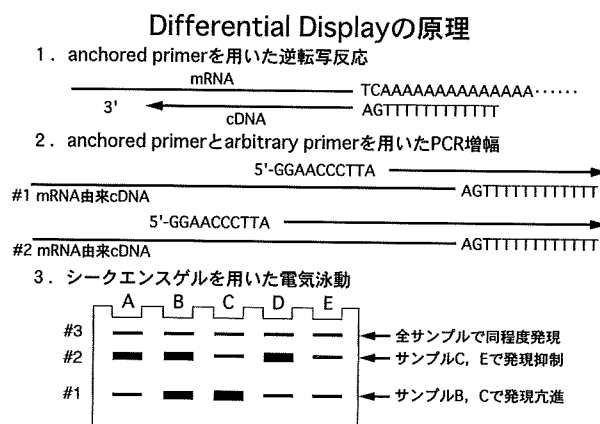 Differential Displayの原理
1．anchored primerを用いた逆転写反応
mRNA
TCAAAAAAAAAAAAAA······
3'
AGTTTTTTTTTTTT
cDNA
2．anchored primerとarbitrary primerを用いたPCR増幅
5'-GGAACCCTTA
#1 mRNA由来cDNA
AGTTTTTTTTTTTT
5'-GGAACCCTTA
#2 mRNA由来cDNA
AGTTTTTTTTTTTT
3．シークエンスゲルを用いた電気泳動
A B C D E
#3 全サンプルで同程度発現
#2 サンプルC，Eで発現抑制
#1 サンプルB，Cで発現亢進